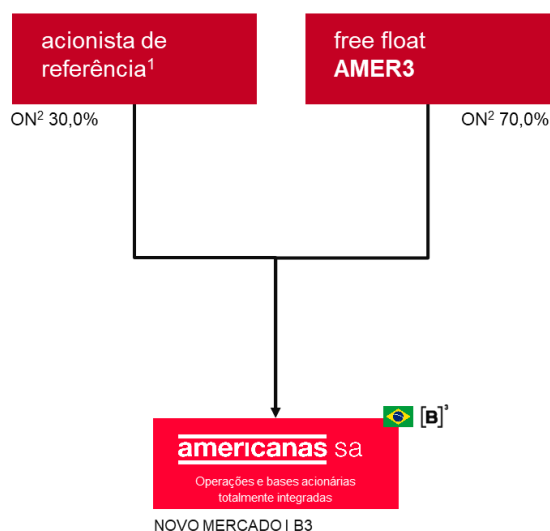 acionista de
referência¹
free float
AMER3
ON² 30,0%
ON² 70,0%
[B]³
americanas sa
Operações e bases acionárias
totalmente integradas
NOVO MERCADO | B3